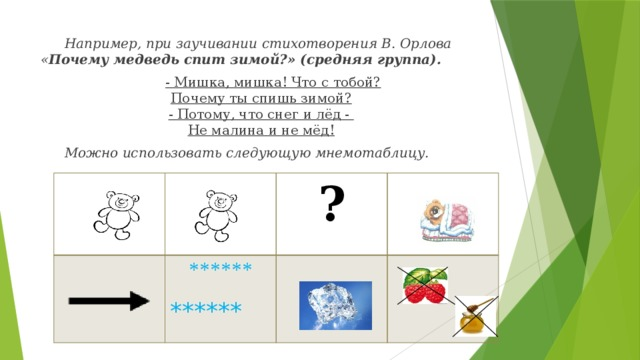 Например, при заучивании стихотворения В. Орлова
«Почему медведь спит зимой?» (средняя группа).
- Мишка, мишка! Что с тобой?
Почему ты спишь зимой?
- Потому, что снег и лёд -
Не малина и не мёд!
Можно использовать следующую мнемотаблицу.
?
******
******